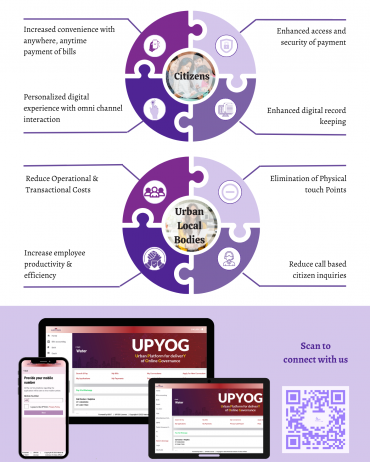 Increased convenience with
anywhere, anytime
payment of bills
Enhanced access and
security of payment
Citizens
Personalized digital
experience with omni channel
interaction
Enhanced digital record
keeping
Reduce Operational &
Transactional Costs
Elimination of Physical
touch Points
Urban
Local
Bodies
Increase employee
productivity &
efficiency
Reduce call based
citizen inquiries
Scan to
connect with us
Water
UPYOG
Urban Platform for deliverY
of Online Governance
Provide your mobile
number
Water
UPYOG
Urban Platform for deliverY
of Online Governance